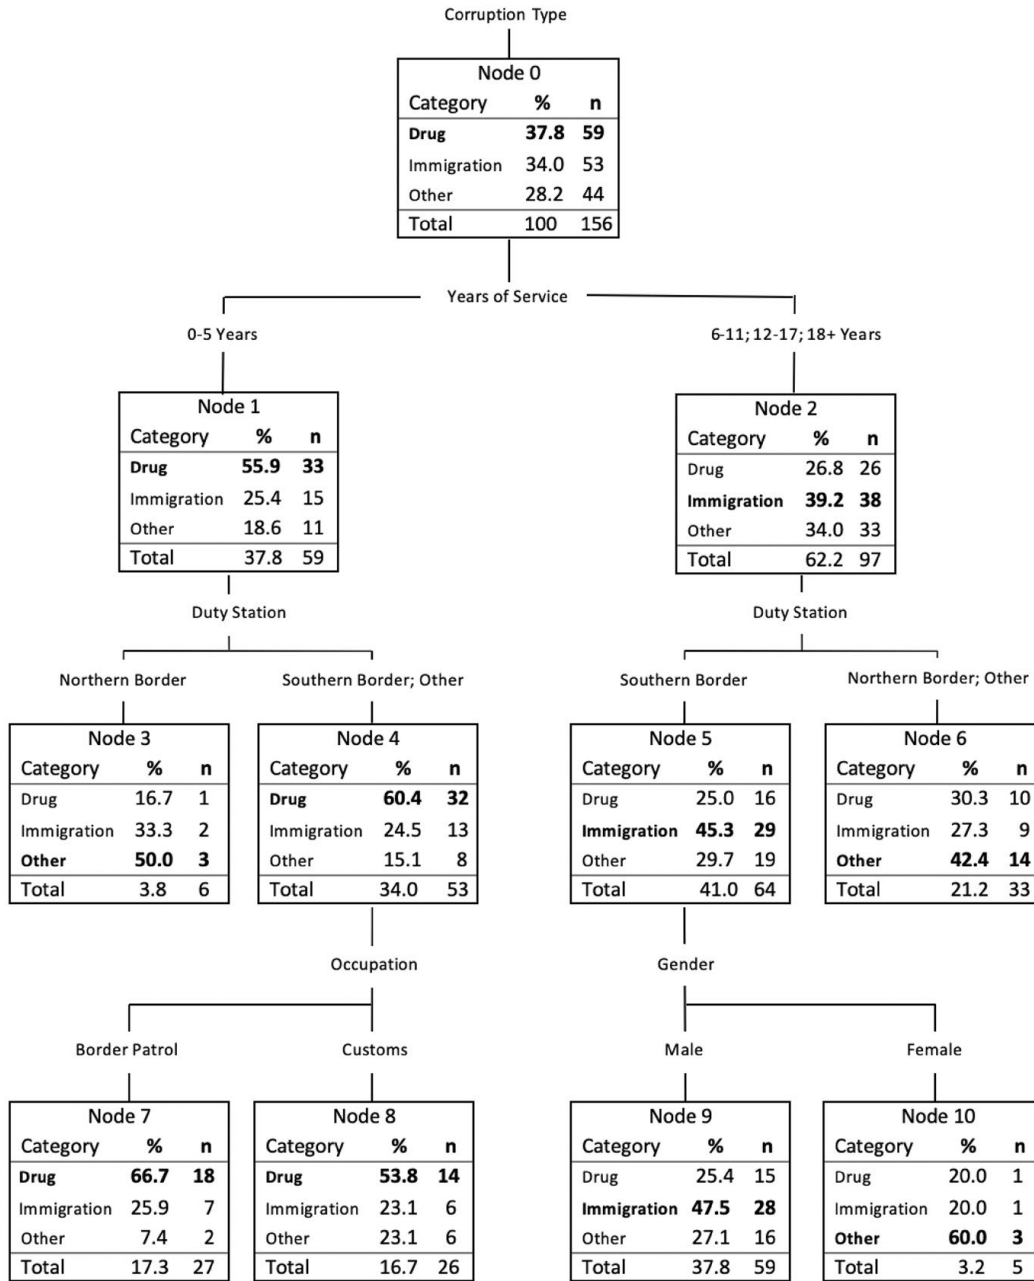 Corruption Type
Node 0
Category % n
Drug 37.8 59
Immigration 34.0 53
Other 28.2 44
Total 100 156
Years of Service
0-5 Years
6-11; 12-17; 18+ Years
Node 1
Category % n
Drug 55.9 33
Immigration 25.4 15
Other 18.6 11
Total 37.8 59
Node 2
Category % n
Drug 26.8 26
Immigration 39.2 38
Other 34.0 33
Total 62.2 97
Duty Station
Duty Station
Northern Border
Southern Border; Other
Southern Border
Northern Border; Other
Node 3
Category % n
Drug 16.7 1
Immigration 33.3 2
Other 50.0 3
Total 3.8 6
Node 4
Category % n
Drug 60.4 32
Immigration 24.5 13
Other 15.1 8
Total 34.0 53
Node 5
Category % n
Drug 25.0 16
Immigration 45.3 29
Other 29.7 19
Total 41.0 64
Node 6
Category % n
Drug 30.3 10
Immigration 27.3 9
Other 42.4 14
Total 21.2 33
Occupation
Gender
Border Patrol
Customs
Male
Female
Node 7
Category % n
Drug 66.7 18
Immigration 25.9 7
Other 7.4 2
Total 17.3 27
Node 8
Category % n
Drug 53.8 14
Immigration 23.1 6
Other 23.1 6
Total 16.7 26
Node 9
Category % n
Drug 25.4 15
Immigration 47.5 28
Other 27.1 16
Total 37.8 59
Node 10
Category % n
Drug 20.0 1
Immigration 20.0 1
Other 60.0 3
Total 3.2 5